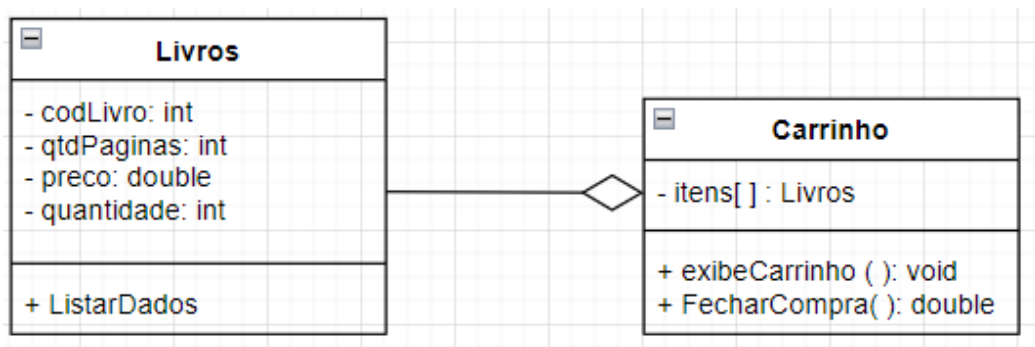 Livros
- codLivro: int
- qtdPaginas: int
- preco: double
- quantidade: int
+ ListarDados
Carrinho
- itens[ ] : Livros
+ exibeCarrinho ( ): void
+ FecharCompra( ): double